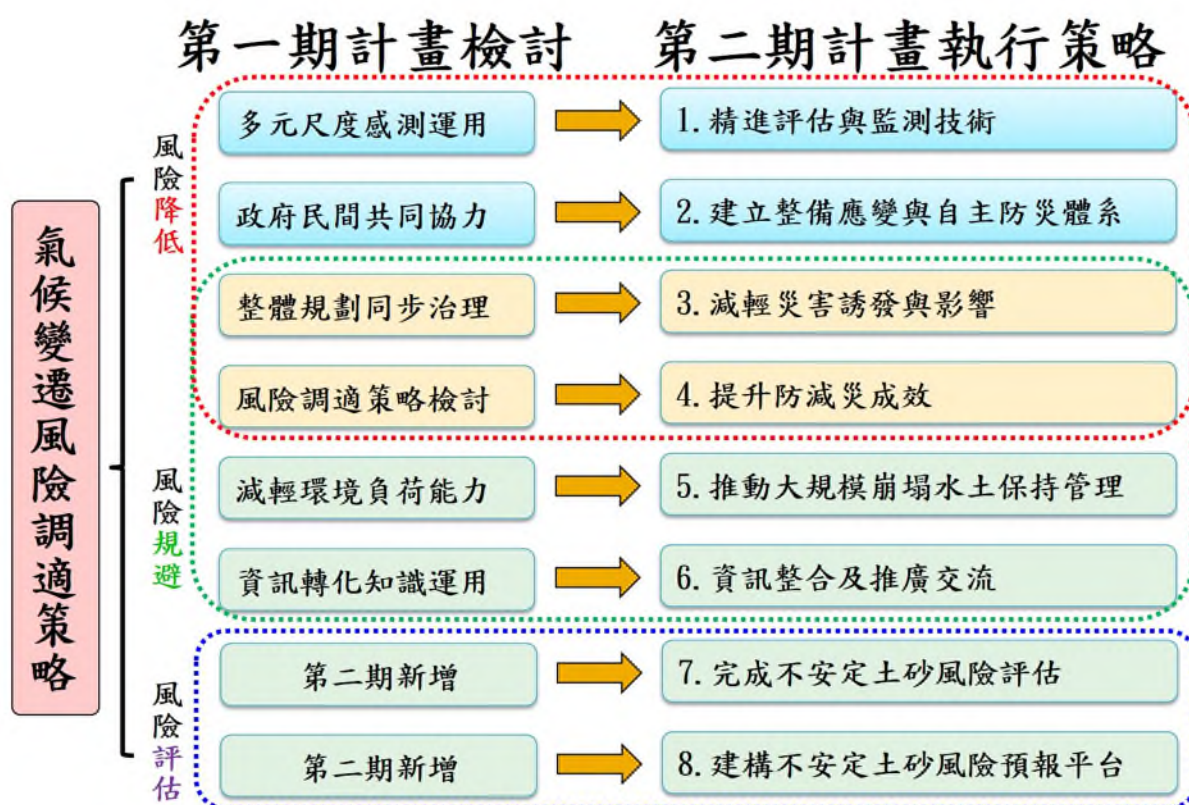 第一期計畫檢討
第二期計畫執行策略
氣候變遷風險調適策略
風險降低
多元尺度感測運用
1.精進評估與監測技術
政府民間共同協力
2.建立整備應變與自主防災體系
整體規劃同步治理
3.減輕災害誘發與影響
風險調適策略檢討
4.提升防減災成效
風險規避
減輕環境負荷能力
5.推動大規模崩塌水土保持管理
資訊轉化知識運用
6.資訊整合及推廣交流
風險評估
第二期新增
7.完成不安定土砂風險評估
第二期新增
8.建構不安定土砂風險預報平台